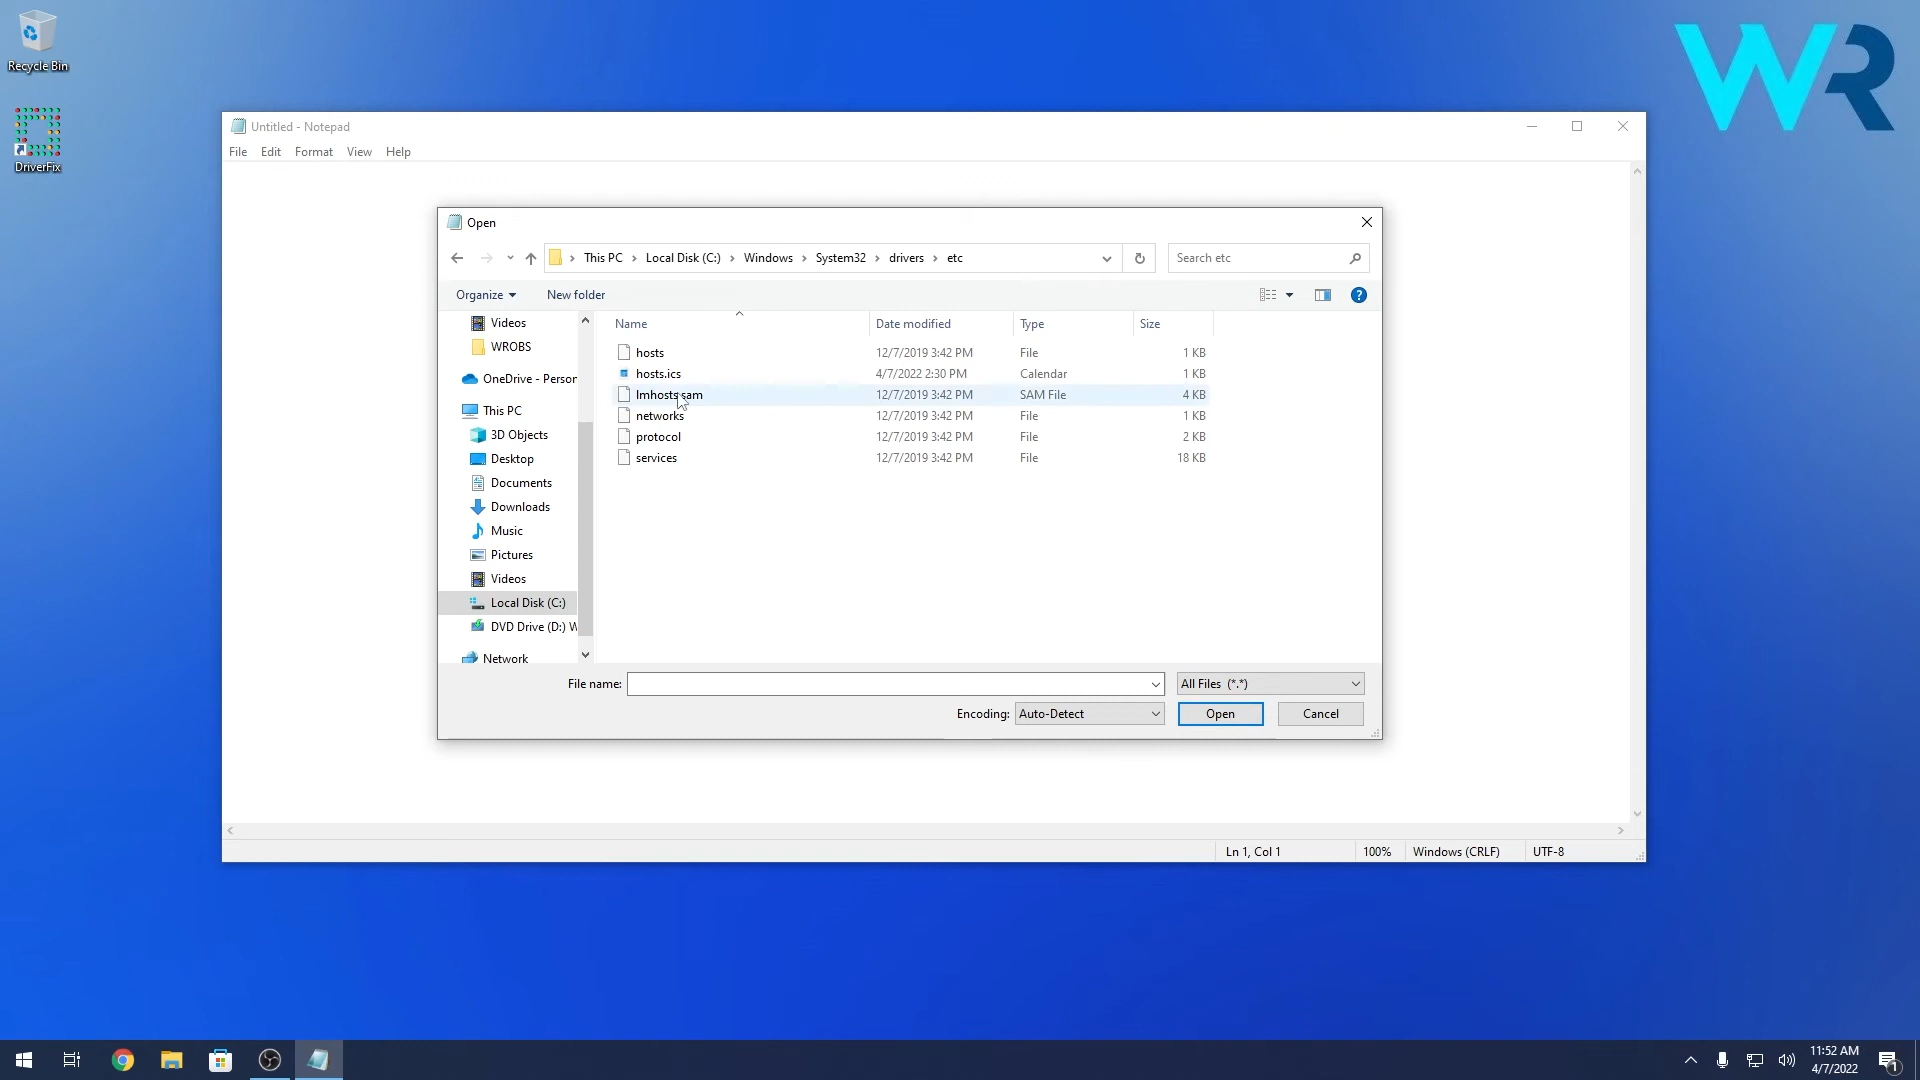 Recycle Bin
DriverFix
WR
Untitled - Notepad
File Edit Format View Help
Open
This PC Local Disk (C:) Windows System32 drivers etc
Search etc
Organize New folder
?
Name Date modified Type Size
hosts 12/7/2019 3:42 PM File 1 KB
hosts.ics 4/7/2022 2:30 PM Calendar 1 KB
lmhosts.sam 12/7/2019 3:42 PM SAM File 4 KB
networks 12/7/2019 3:42 PM File 1 KB
protocol 12/7/2019 3:42 PM File 2 KB
services 12/7/2019 3:42 PM File 18 KB
Videos
WROBS
OneDrive - Person
This PC
3D Objects
Desktop
Documents
Downloads
Music
Pictures
Videos
Local Disk (C:)
DVD Drive (D:) W
Network
File name:
All Files (*.*)
Encoding: Auto-Detect
Open Cancel
Ln 1, Col 1 100% Windows (CRLF) UTF-8
11:52 AM
4/7/2022
1